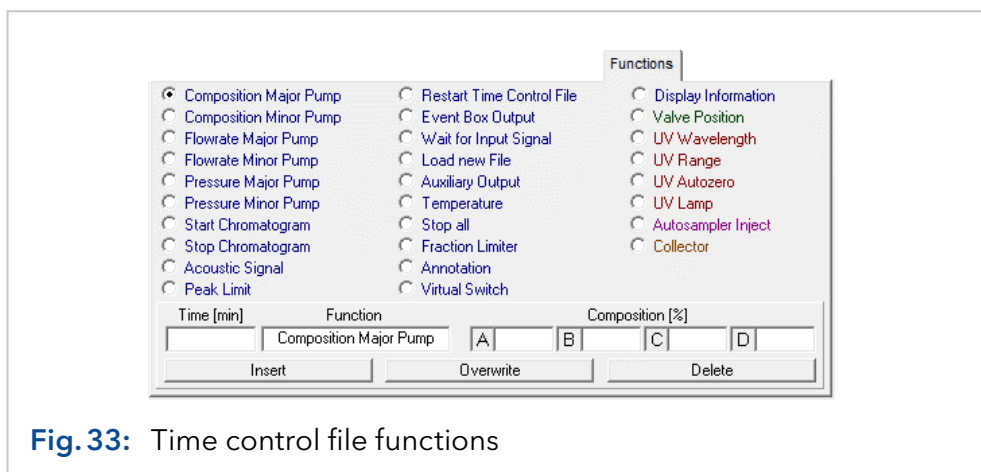 Functions
Composition Major Pump
Composition Minor Pump
Flowrate Major Pump
Flowrate Minor Pump
Pressure Major Pump
Pressure Minor Pump
Start Chromatogram
Stop Chromatogram
Acoustic Signal
Peak Limit
Restart Time Control File
Event Box Output
Wait for Input Signal
Load new File
Auxiliary Output
Temperature
Stop all
Fraction Limiter
Annotation
Virtual Switch
Display Information
Valve Position
UV Wavelength
UV Range
UV Autozero
UV Lamp
Autosampler Inject
Collector
Time [min] Function Composition [%]
Composition Major Pump A B C D
Insert Overwrite Delete
Fig. 33: Time control file functions